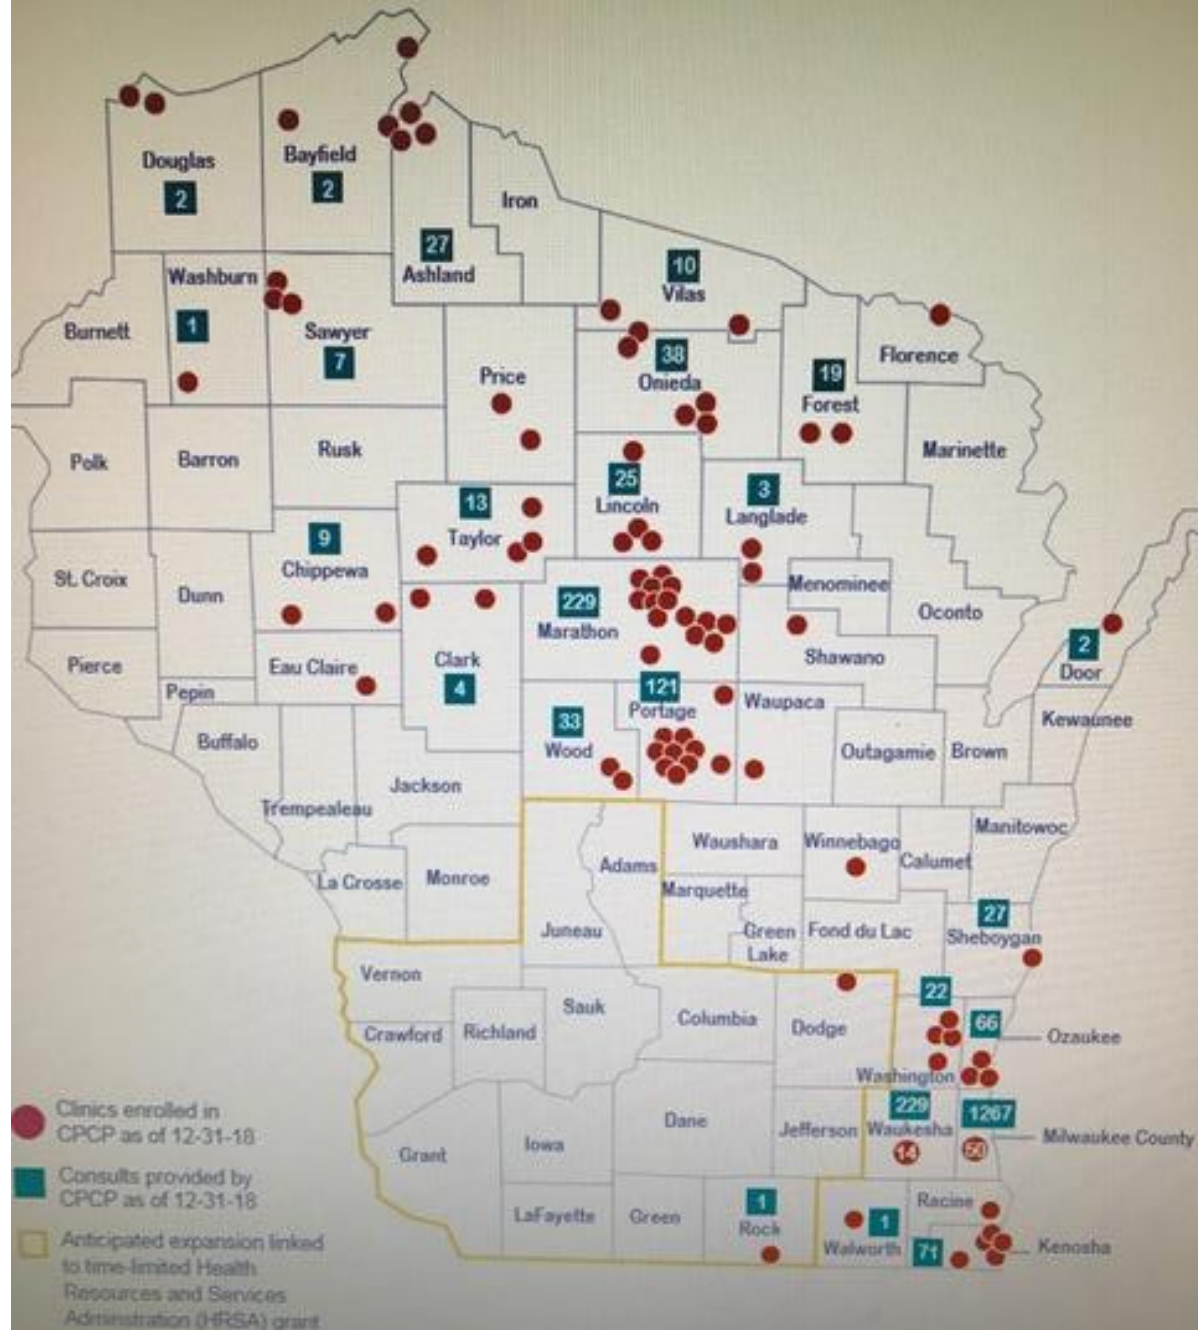 Douglas
2
Bayfield
2
Iron
27
Ashland
10
Vilas
Washburn
1
Burnett
Sawyer
7
Price
38
Onieda
19
Forest
Florence
Marinette
Polk
Barron
Rusk
25
Lincoln
3
Langlade
13
Taylor
9
Chippewa
St. Croix
Dunn
229
Marathon
Menominee
Oconto
Shawano
2
Door
Pierce
Pepin
Eau Claire
Clark
4
121
Portage
Waupaca
33
Wood
Kewaunee
Buffalo
Outagamie
Brown
Jackson
Trempealeau
Manitowoc
Waushara
Winnebago
Calumet
Adams
La Crosse
Monroe
Marquette
Juneau
Green
Lake
Fond du Lac
27
Sheboygan
Vernon
22
Sauk
Columbia
Dodge
66
Ozaukee
Crawford
Richland
Washington
Clinics enrolled in
CPCP as of 12-31-18
229
Waukesha
14
1267
50
Milwaukee County
Dane
Jefferson
Grant
Iowa
Consults provided by
CPCP as of 12-31-18
LaFayette
Green
1
Rock
1
Walworth
Racine
71
Kenosha
Anticipated expansion linked
to time-limited Health
Resources and Services
Adminstration (HRSA) grant